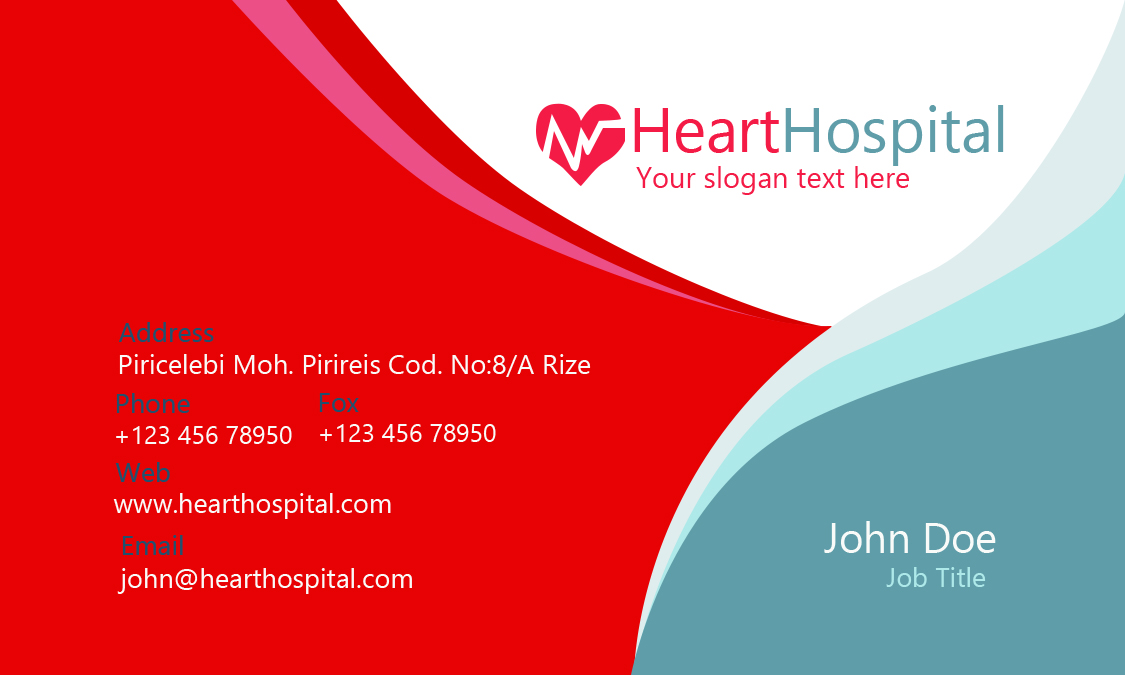 HeartHospital
Your slogan text here
Address
Piricelebi Moh. Pirireis Cod. No:8/A Rize
Phone Fox
+123 456 78950 +123 456 78950
Web
www.hearthospital.com
Email
john@hearthospital.com
John Doe
Job Title